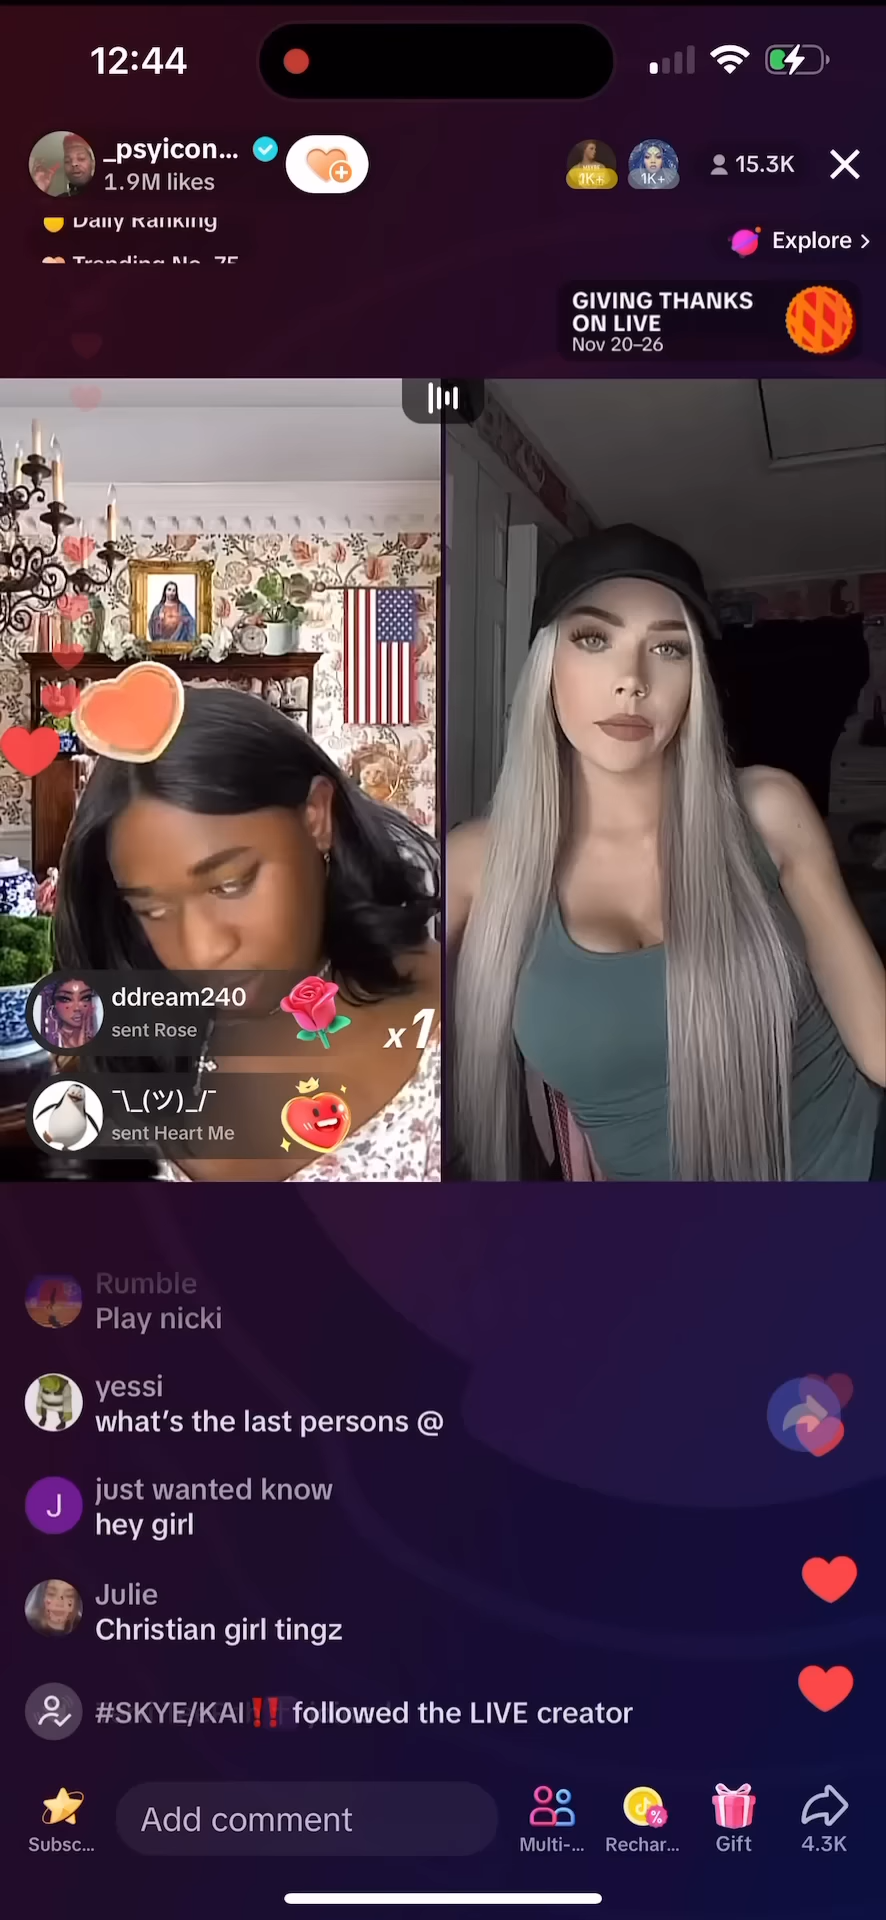 12:44
_psyicon...
1.9M likes
1K+
1K+
15.3K
Daily Ranking
Trending No. 75
Explore >
GIVING THANKS
ON LIVE
Nov 20–26
ddream240
sent Rose
x1
¯\_(ツ)_/¯
sent Heart Me
Rumble
Play nicki
yessi
what's the last persons @
J
just wanted know
hey girl
Julie
Christian girl tingz
#SKYE/KAI‼️ followed the LIVE creator
Subsc...
Add comment
Multi-...
Rechar...
Gift
4.3K